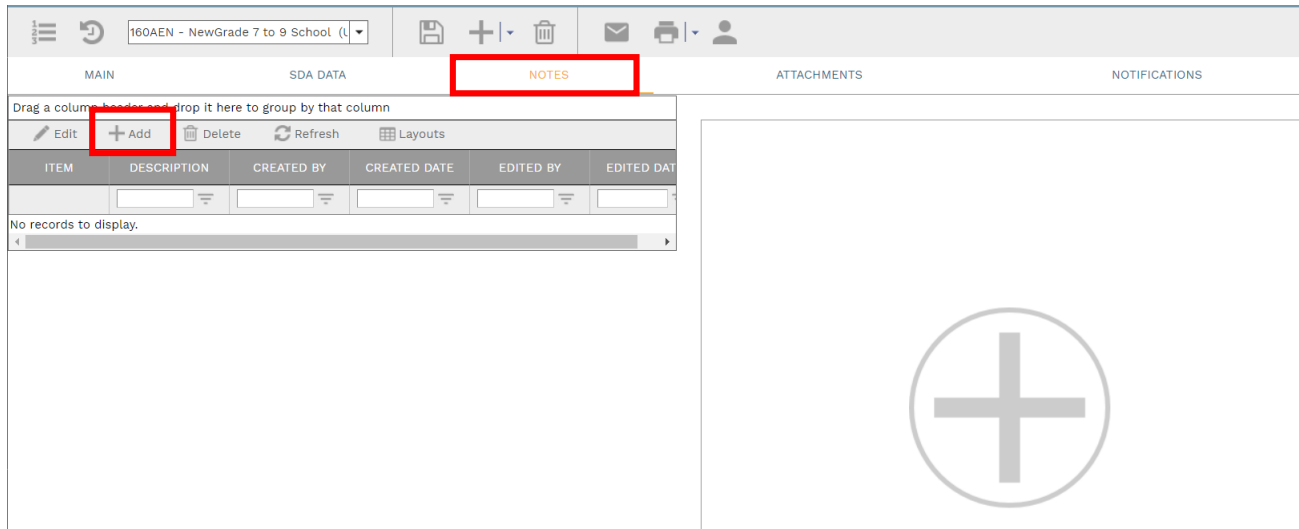 160AEN - NewGrade 7 to 9 School (U
MAIN SDA DATA NOTES ATTACHMENTS NOTIFICATIONS
Drag a column header and drop it here to group by that column
Edit Add Delete Refresh Layouts
ITEM DESCRIPTION CREATED BY CREATED DATE EDITED BY EDITED DAT
No records to display.